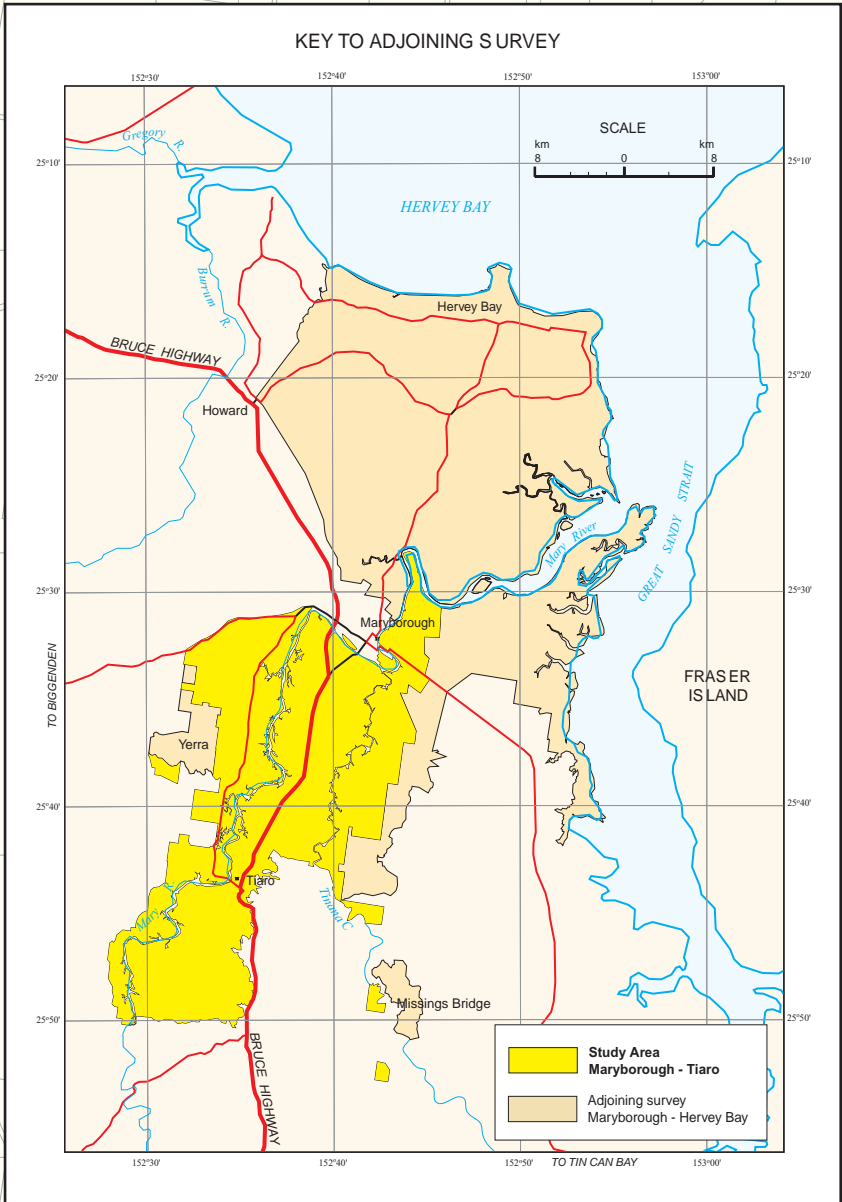 KEY TO ADJOINING SURVEY
152°30'
152°40'
152°50'
153°00'
SCALE
km
km
8
0
8
Gregory R.
25°10'
25°10'
HERVEY BAY
Burrum R.
Hervey Bay
BRUCE HIGHWAY
25°20'
25°20'
Howard
GREAT SANDY STRAIT
Mary River
25°30'
25°30'
Maryborough
TO BIGGENDEN
FRASER
ISLAND
Yerra
25°40'
25°40'
Tiaro
Mary R
Tinana C
Missings Bridge
25°50'
25°50'
BRUCE HIGHWAY
Study Area
Maryborough - Tiaro
Adjoining survey
Maryborough - Hervey Bay
152°30'
152°40'
152°50'
TO TIN CAN BAY
153°00'